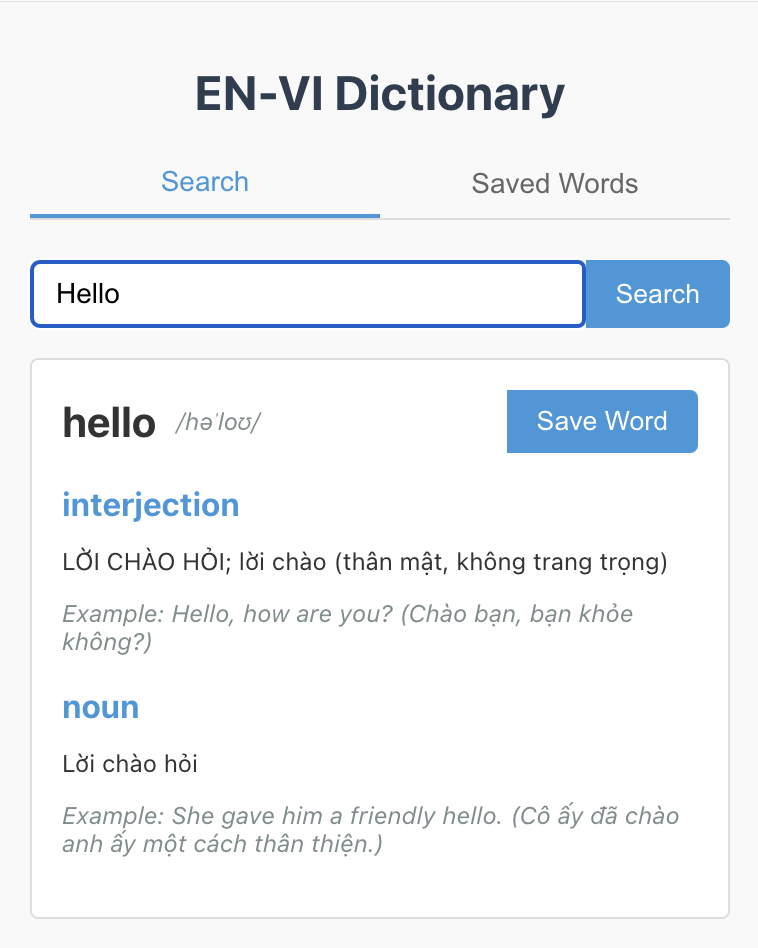 EN-VI Dictionary
Search
Saved Words
Hello
Search
hello /həˈloʊ/
Save Word
interjection
LỜI CHÀO HỎI; lời chào (thân mật, không trang trọng)
Example: Hello, how are you? (Chào bạn, bạn khỏe
không?)
noun
Lời chào hỏi
Example: She gave him a friendly hello. (Cô ấy đã chào
anh ấy một cách thân thiện.)